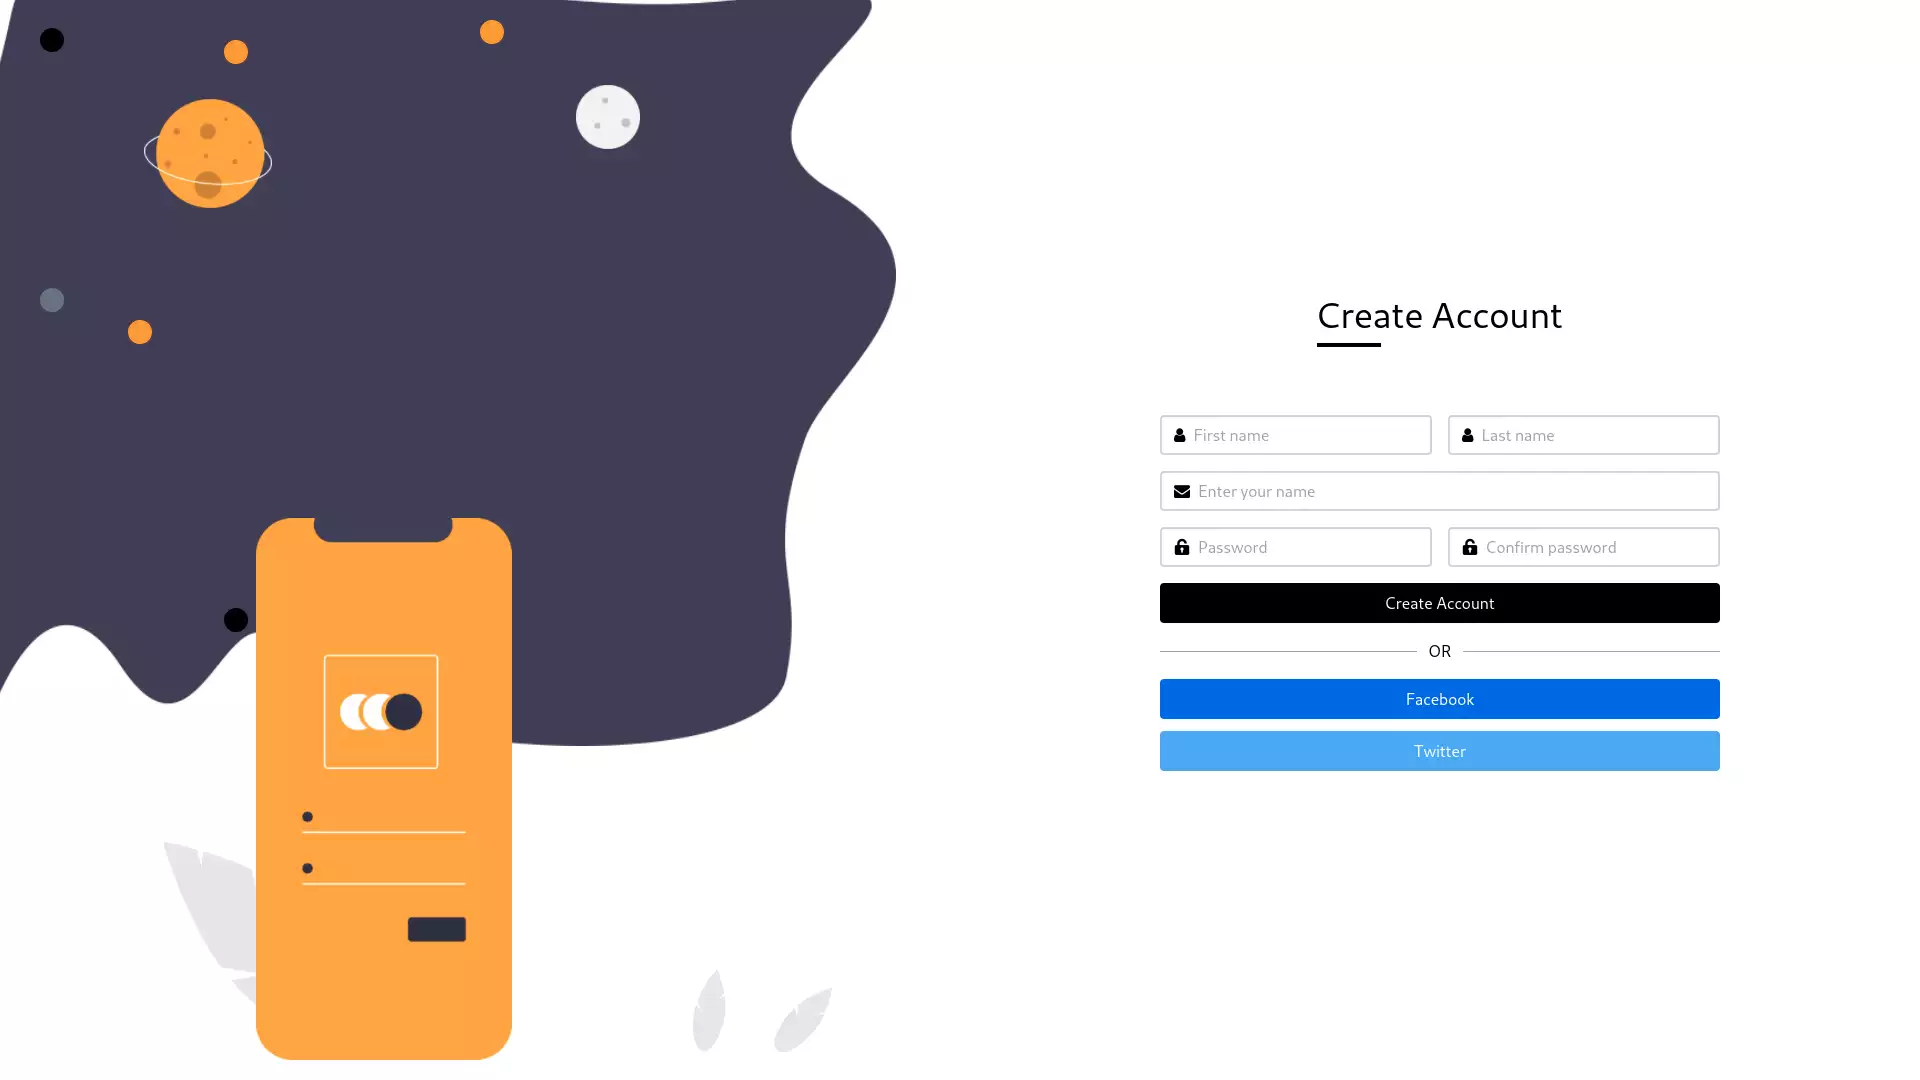 Create Account
First name
Last name
Enter your name
Password
Confirm password
Create Account
OR
Facebook
Twitter